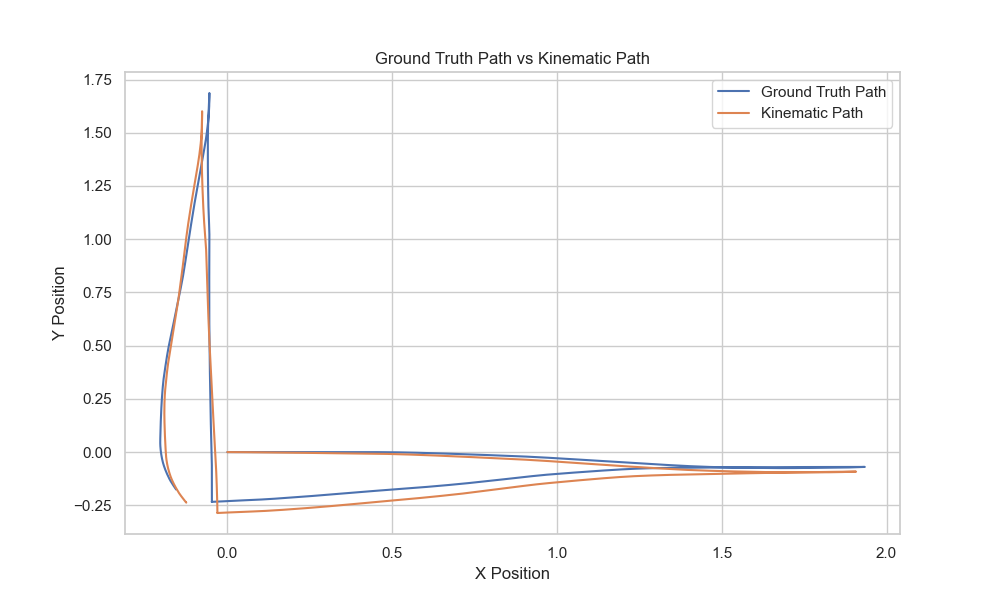 Ground Truth Path vs Kinematic Path
Ground Truth Path
Kinematic Path
Y Position
1.75
1.50
1.25
1.00
0.75
0.50
0.25
0.00
−0.25
0.0
0.5
1.0
1.5
2.0
X Position